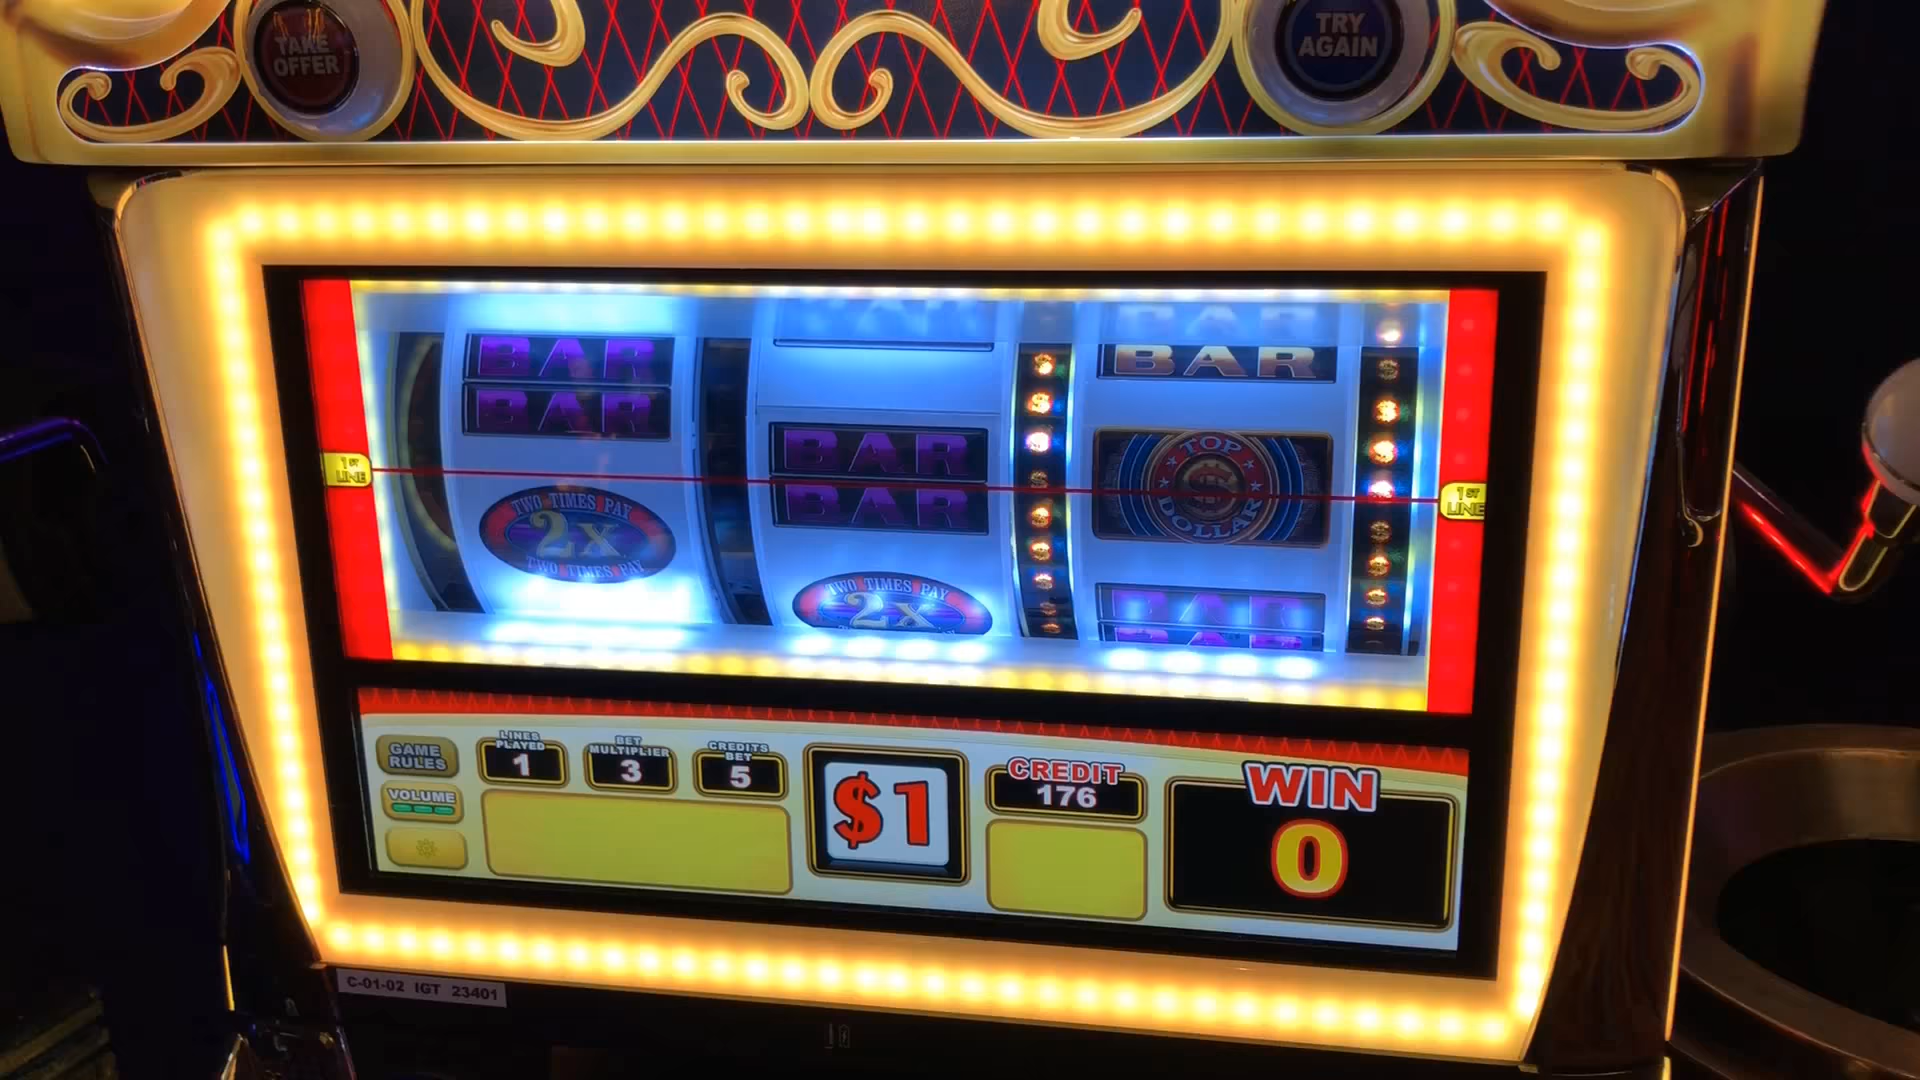 TAKE
OFFER
TRY
AGAIN
BAR
BAR
BAR
1ST
LINE
TWO TIMES PAY
2X
TWO TIMES PAY
BAR
BAR
TWO TIMES PAY
2X
TOP
$
DOLLAR
BAR
BAR
1ST
LINE
GAME
RULES
VOLUME
LINES
PLAYED
1
BET
MULTIPLIER
3
CREDITS
BET
5
$1
CREDIT
176
WIN
0
C-01-02 IGT 23401